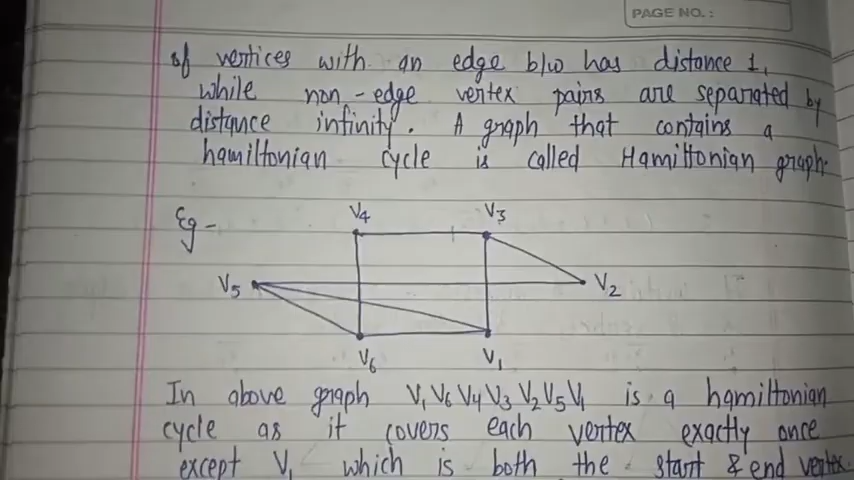 PAGE NO.:
of vertices with an edge b/w has distance 1,
while non-edge vertex pairs are separated by
distance infinity. A graph that contains a
hamiltonian cycle is called Hamiltonian graph.
Eg-
V4 V3
V5 V2
V6 V1
In above graph V1 V6 V4 V3 V2 V5 V1 is a hamiltonian
cycle as it covers each vertex exactly once
except V1 which is both the start & end vertex.